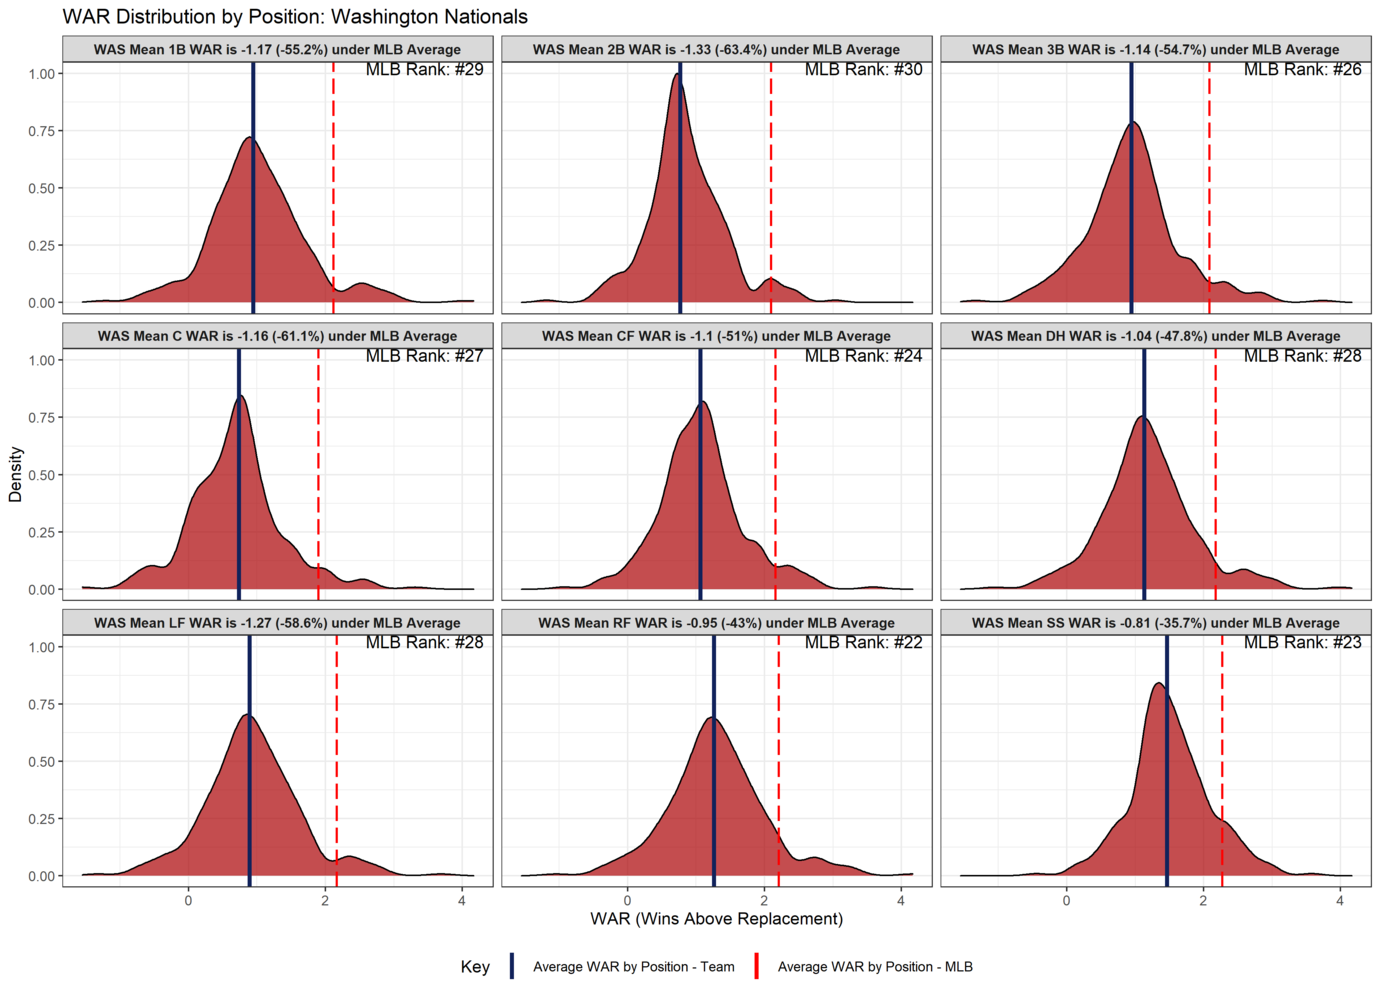 WAR Distribution by Position: Washington Nationals
WAS Mean 1B WAR is -1.17 (-55.2%) under MLB Average
WAS Mean 2B WAR is -1.33 (-63.4%) under MLB Average
WAS Mean 3B WAR is -1.14 (-54.7%) under MLB Average
MLB Rank: #29
MLB Rank: #30
MLB Rank: #26
1.00
0.75
0.50
0.25
0.00
WAS Mean C WAR is -1.16 (-61.1%) under MLB Average
WAS Mean CF WAR is -1.1 (-51%) under MLB Average
WAS Mean DH WAR is -1.04 (-47.8%) under MLB Average
MLB Rank: #27
MLB Rank: #24
MLB Rank: #28
1.00
0.75
0.50
0.25
0.00
Density
WAS Mean LF WAR is -1.27 (-58.6%) under MLB Average
WAS Mean RF WAR is -0.95 (-43%) under MLB Average
WAS Mean SS WAR is -0.81 (-35.7%) under MLB Average
MLB Rank: #28
MLB Rank: #22
MLB Rank: #23
1.00
0.75
0.50
0.25
0.00
0 2 4
0 2 4
0 2 4
WAR (Wins Above Replacement)
Key
Average WAR by Position - Team
Average WAR by Position - MLB